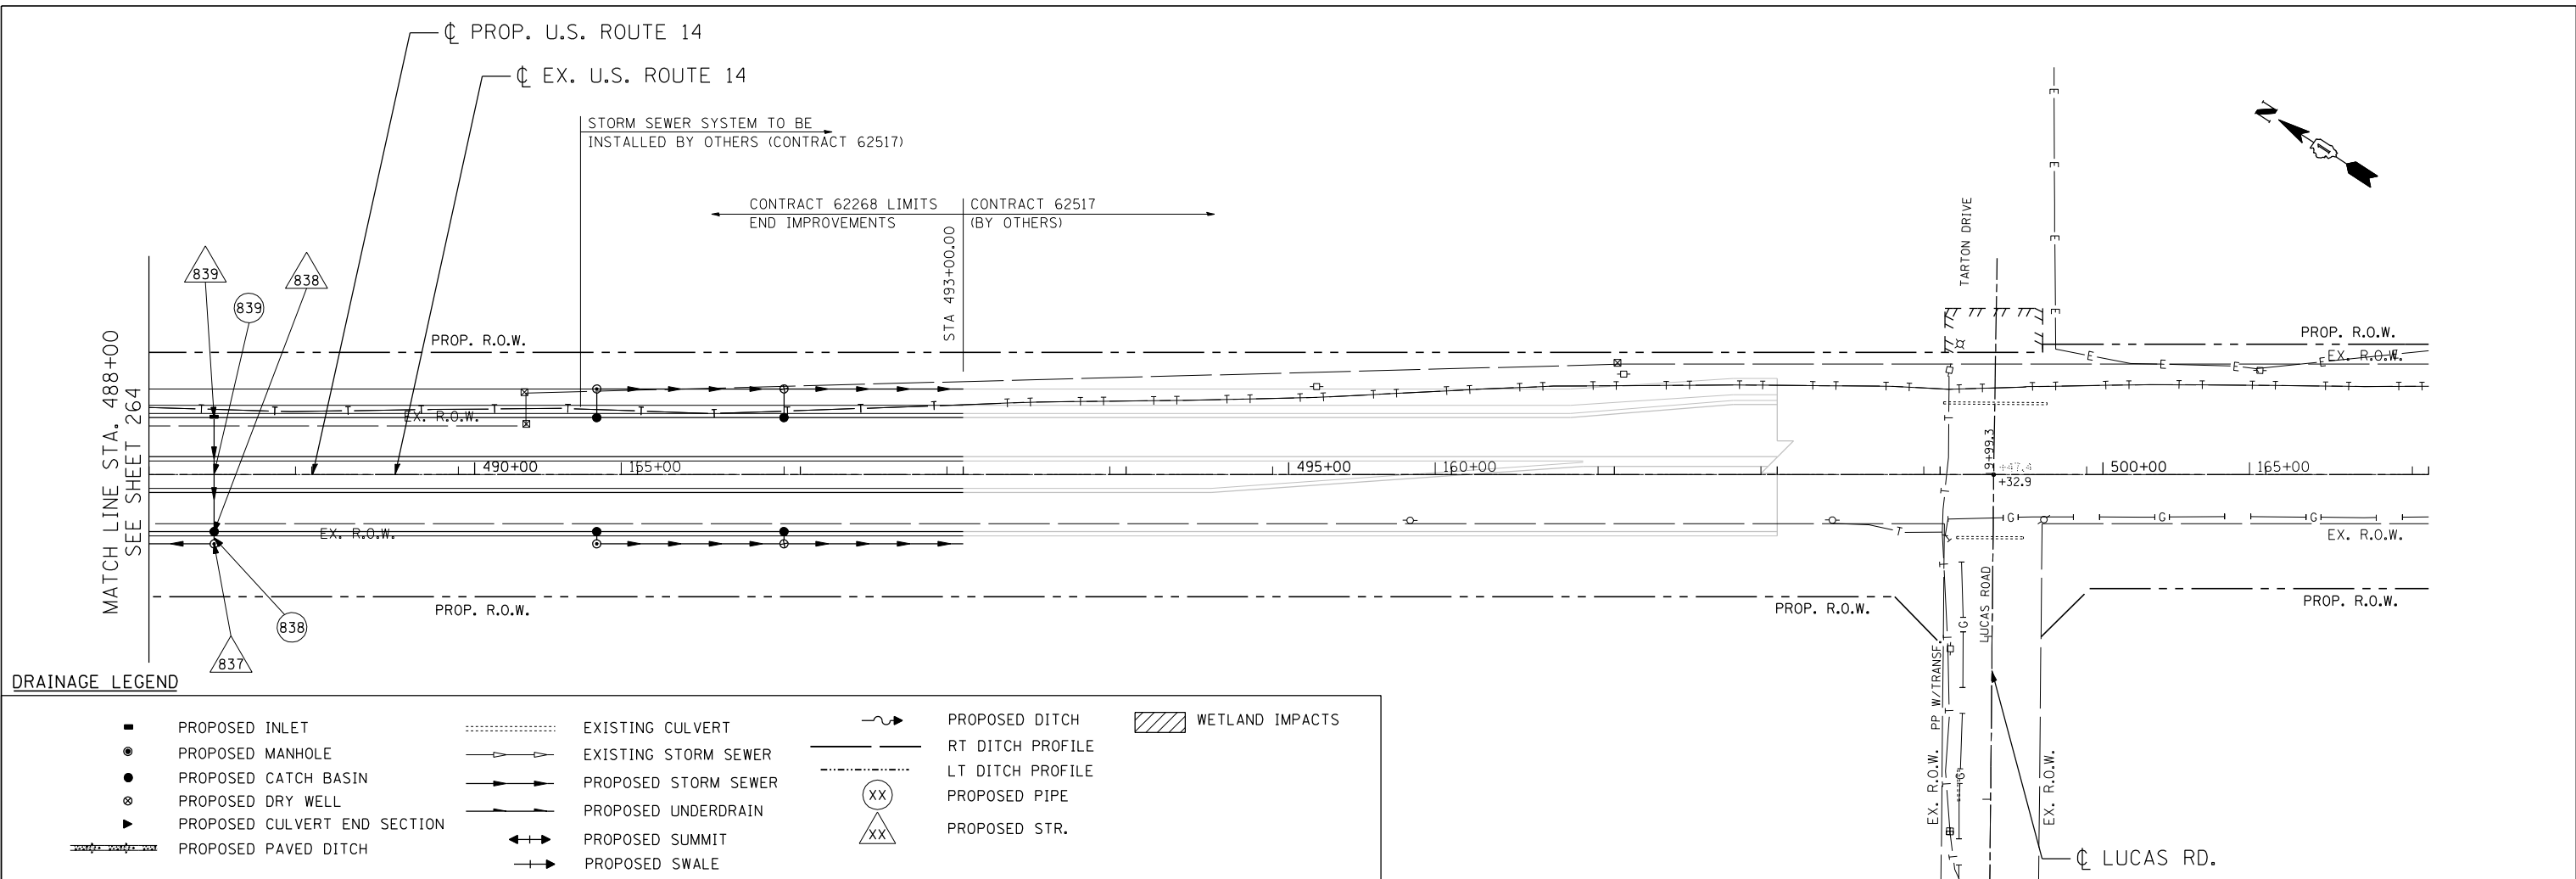 ℄ PROP. U.S. ROUTE 14
℄ EX. U.S. ROUTE 14
STORM SEWER SYSTEM TO BE
INSTALLED BY OTHERS (CONTRACT 62517)
CONTRACT 62268 LIMITS
END IMPROVEMENTS
CONTRACT 62517
(BY OTHERS)
STA 493+00.00
N
TARTON DRIVE
839
839
838
MATCH LINE STA. 488+00
SEE SHEET 264
PROP. R.O.W.
PROP. R.O.W.
EX. R.O.W.
EX. R.O.W.
490+00
155+00
495+00
160+00
9+99.3
+47.4
+32.9
500+00
165+00
EX. R.O.W.
EX. R.O.W.
PROP. R.O.W.
PROP. R.O.W.
PROP. R.O.W.
838
837
LUCAS ROAD
PP W/TRANSF
EX. R.O.W.
EX. R.O.W.
℄ LUCAS RD.
E E E E E E E E
T T T T T T
G G G G G
DRAINAGE LEGEND
PROPOSED INLET
PROPOSED MANHOLE
PROPOSED CATCH BASIN
PROPOSED DRY WELL
PROPOSED CULVERT END SECTION
PROPOSED PAVED DITCH
EXISTING CULVERT
EXISTING STORM SEWER
PROPOSED STORM SEWER
PROPOSED UNDERDRAIN
PROPOSED SUMMIT
PROPOSED SWALE
PROPOSED DITCH
RT DITCH PROFILE
LT DITCH PROFILE
XX PROPOSED PIPE
XX PROPOSED STR.
WETLAND IMPACTS